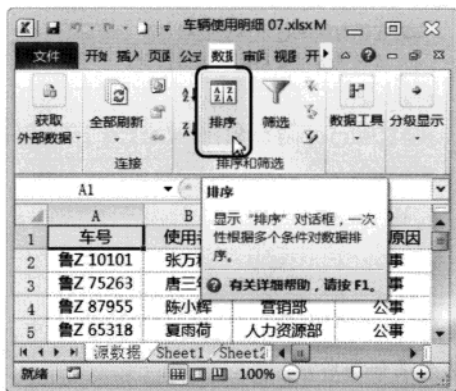 车辆使用明细 07.xlsx M
文件 开始 插入 页面 公式 数据 审阅 视图 开
获取
外部数据
全部刷新
排序
筛选
数据工具
分级显示
连接
排序和筛选
A1
排序
显示“排序”对话框，一次
性根据多个条件对数据排
序。
有关详细帮助，请按 F1。
A B
1 车号 使用 原因
2 鲁Z 10101 张万 事
3 鲁Z 75263 唐三 事
4 鲁Z 87955 陈小辉 营销部 公事
5 鲁Z 65318 夏雨荷 人力资源部 公事
源数据 Sheet1 Sheet2
就绪 100%